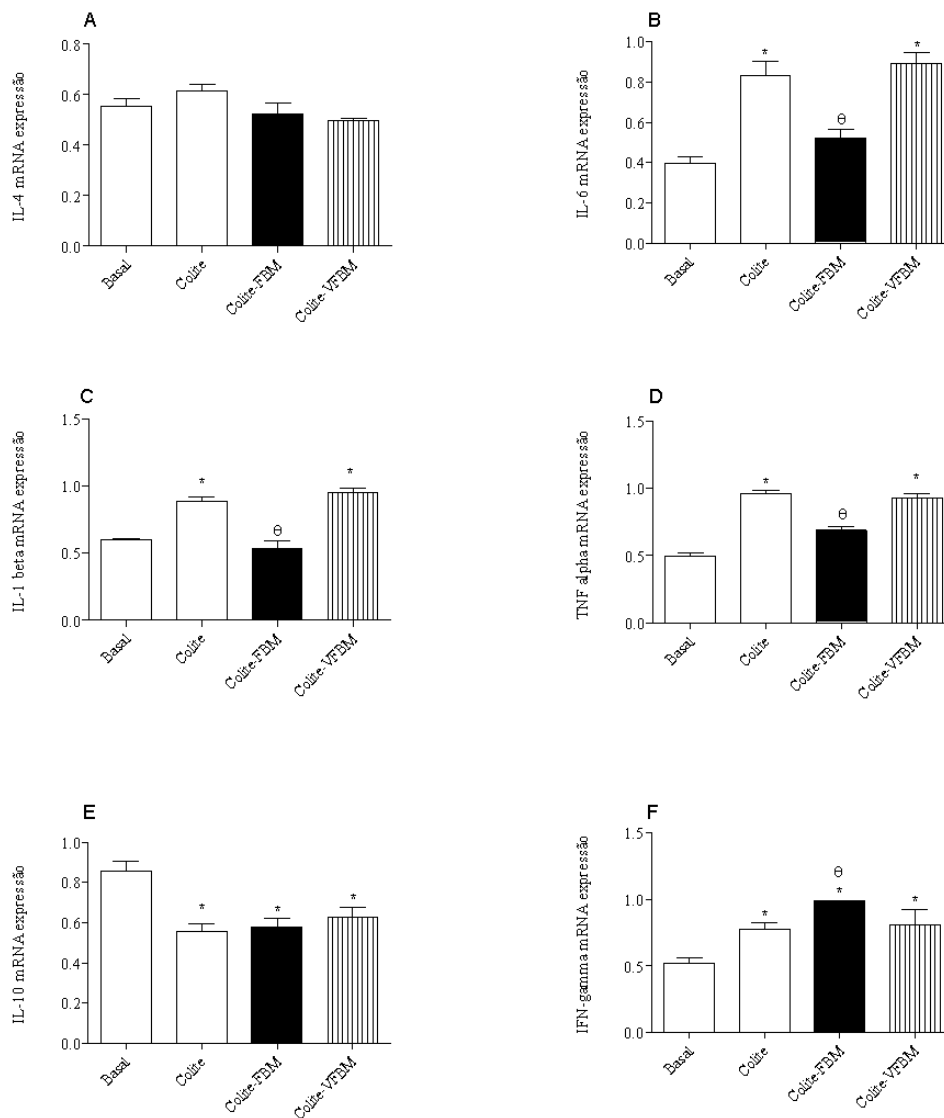 A
IL-4 mRNA expressão
0.8
0.6
0.4
0.2
0.0
Basal
Colite
Colite-FBM
Colite-VFBM
B
IL-6 mRNA expressão
1.0
0.8
0.6
0.4
0.2
0.0
*
θ
*
Basal
Colite
Colite-FBM
Colite-VFBM
C
IL-1 beta mRNA expressão
1.5
1.0
0.5
0.0
*
θ
*
Basal
Colite
Colite-FBM
Colite-VFBM
D
TNF alpha mRNA expressão
1.5
1.0
0.5
0.0
*
θ
*
Basal
Colite
Colite-FBM
Colite-VFBM
E
IL-10 mRNA expressão
1.0
0.8
0.6
0.4
0.2
0.0
*
*
*
Basal
Colite
Colite-FBM
Colite-VFBM
F
IFN-gamma mRNA expressão
1.5
1.0
0.5
0.0
*
θ
*
*
Basal
Colite
Colite-FBM
Colite-VFBM